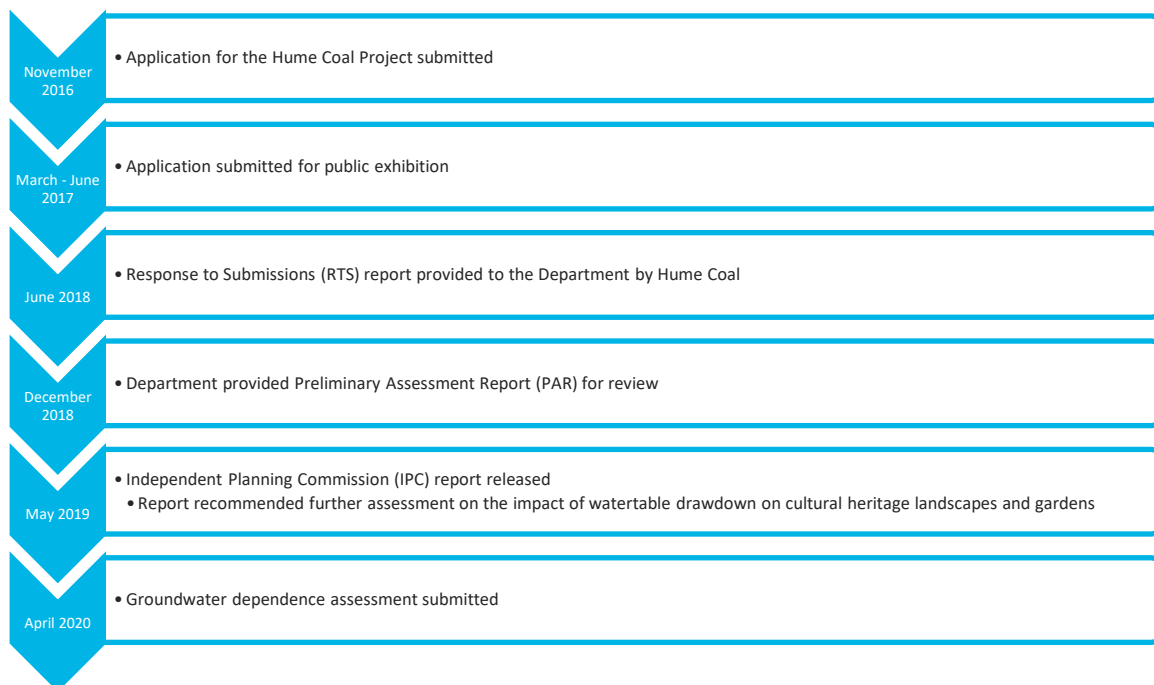 November
2016
• Application for the Hume Coal Project submitted
March - June
2017
• Application submitted for public exhibition
June 2018
• Response to Submissions (RTS) report provided to the Department by Hume Coal
December
2018
• Department provided Preliminary Assessment Report (PAR) for review
May 2019
• Independent Planning Commission (IPC) report released
• Report recommended further assessment on the impact of watertable drawdown on cultural heritage landscapes and gardens
April 2020
• Groundwater dependence assessment submitted